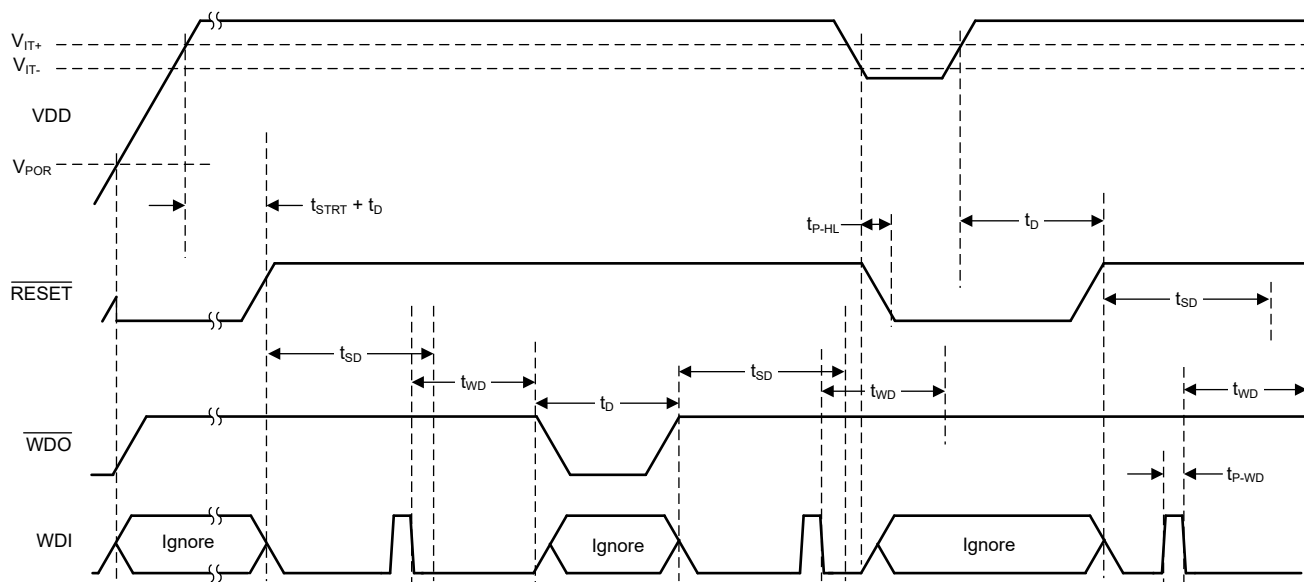 VIT+
VIT-
VDD
VPOR
tSTRT + tD
tP-HL
tD
RESET
tSD
tSD
tSD
tWD
tD
tWD
tWD
WDO
tP-WD
WDI
Ignore
Ignore
Ignore